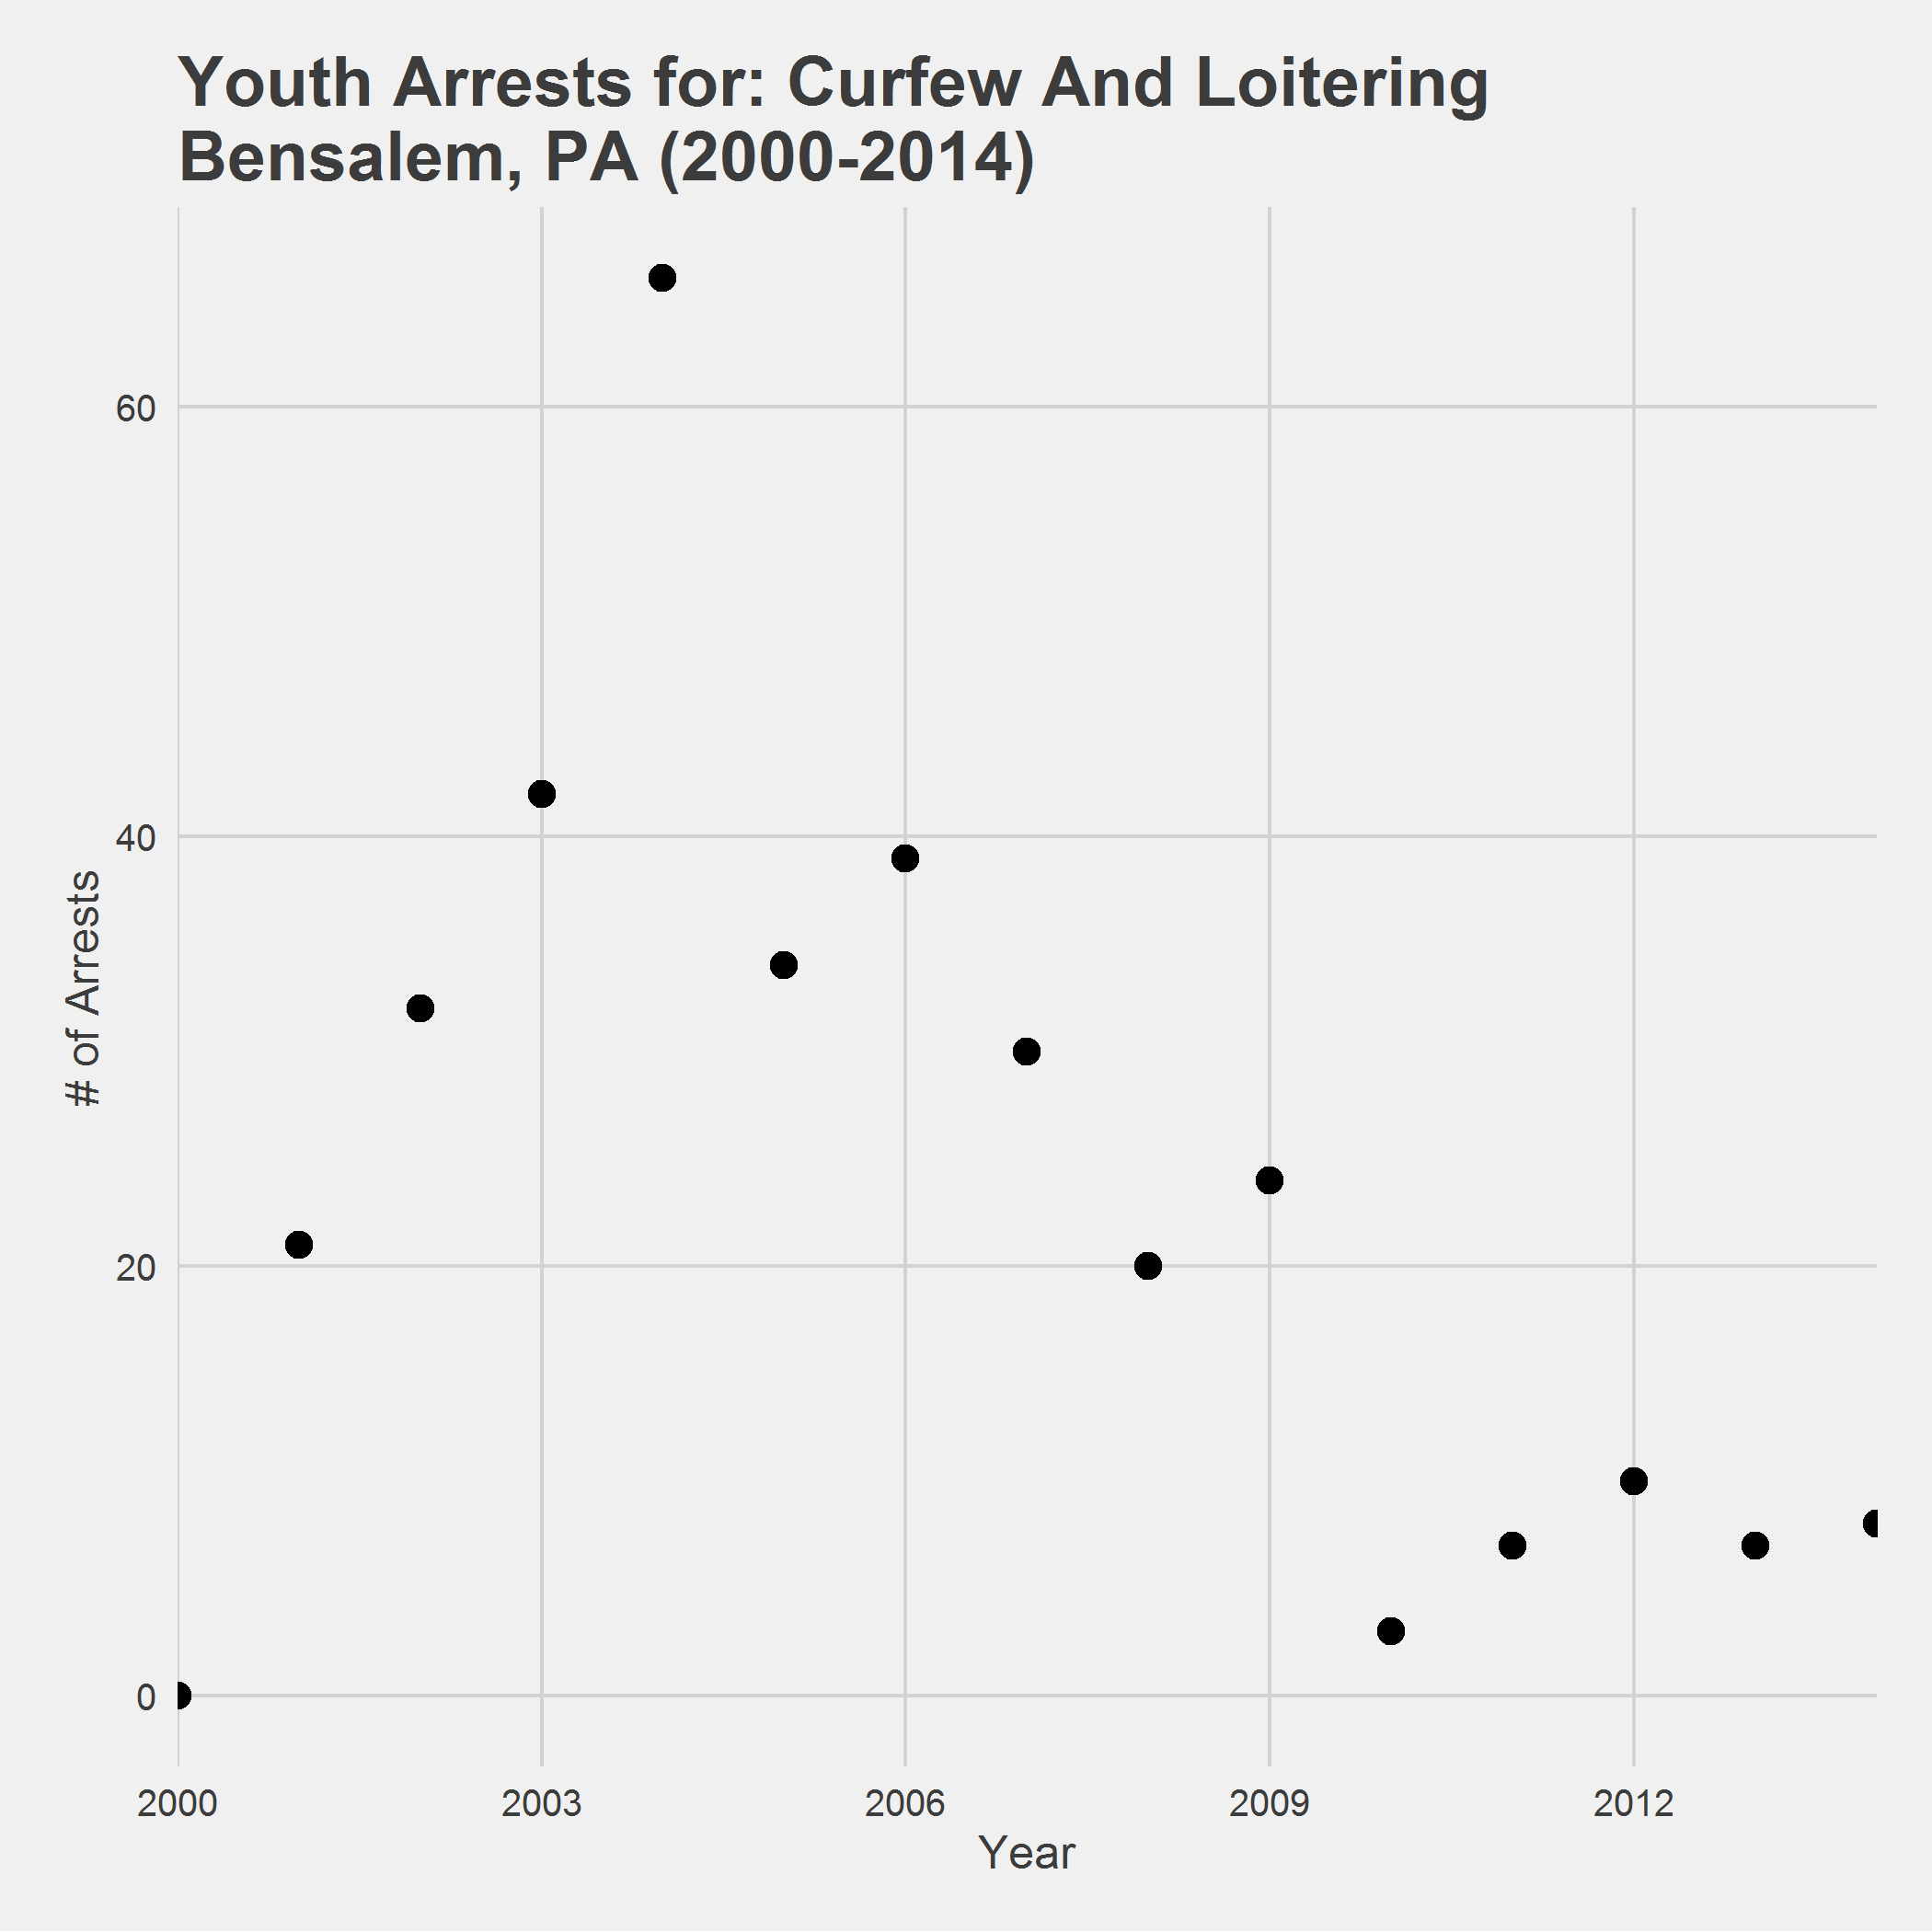 Youth Arrests for: Curfew And Loitering
Bensalem, PA (2000-2014)
60
40
20
0
# of Arrests
2000 2003 2006 2009 2012
Year